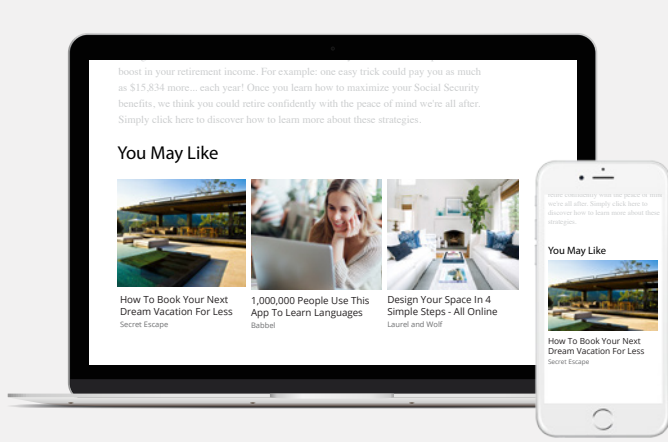 boost in your retirement income. For example: one easy trick could pay you as much
as $15,834 more... each year! Once you learn how to maximize your Social Security
benefits, we think you could retire confidently with the peace of mind we're all after.
Simply click here to discover how to learn more about these strategies.
You May Like
How To Book Your Next
Dream Vacation For Less
Secret Escape
1,000,000 People Use This
App To Learn Languages
Babbel
Design Your Space In 4
Simple Steps - All Online
Laurel and Wolf
we're all after. Simply click here to
discover how to learn more about these
strategies.
You May Like
How To Book Your Next
Dream Vacation For Less
Secret Escape